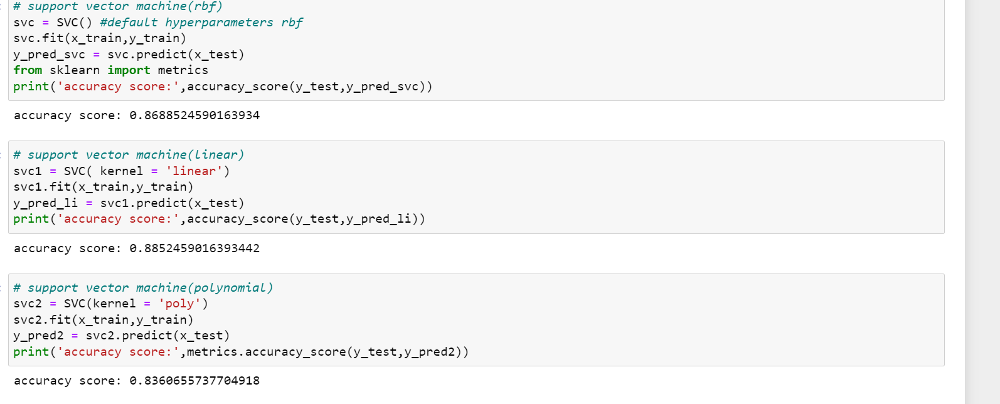 # support vector machine(rbf)
svc = SVC() #default hyperparameters rbf
svc.fit(x_train,y_train)
y_pred_svc = svc.predict(x_test)
from sklearn import metrics
print('accuracy score:',accuracy_score(y_test,y_pred_svc))
accuracy score: 0.8688524590163934
# support vector machine(linear)
svc1 = SVC( kernel = 'linear')
svc1.fit(x_train,y_train)
y_pred_li = svc1.predict(x_test)
print('accuracy score:',accuracy_score(y_test,y_pred_li))
accuracy score: 0.8852459016393442
# support vector machine(polynomial)
svc2 = SVC(kernel = 'poly')
svc2.fit(x_train,y_train)
y_pred2 = svc2.predict(x_test)
print('accuracy score:',metrics.accuracy_score(y_test,y_pred2))
accuracy score: 0.8360655737704918